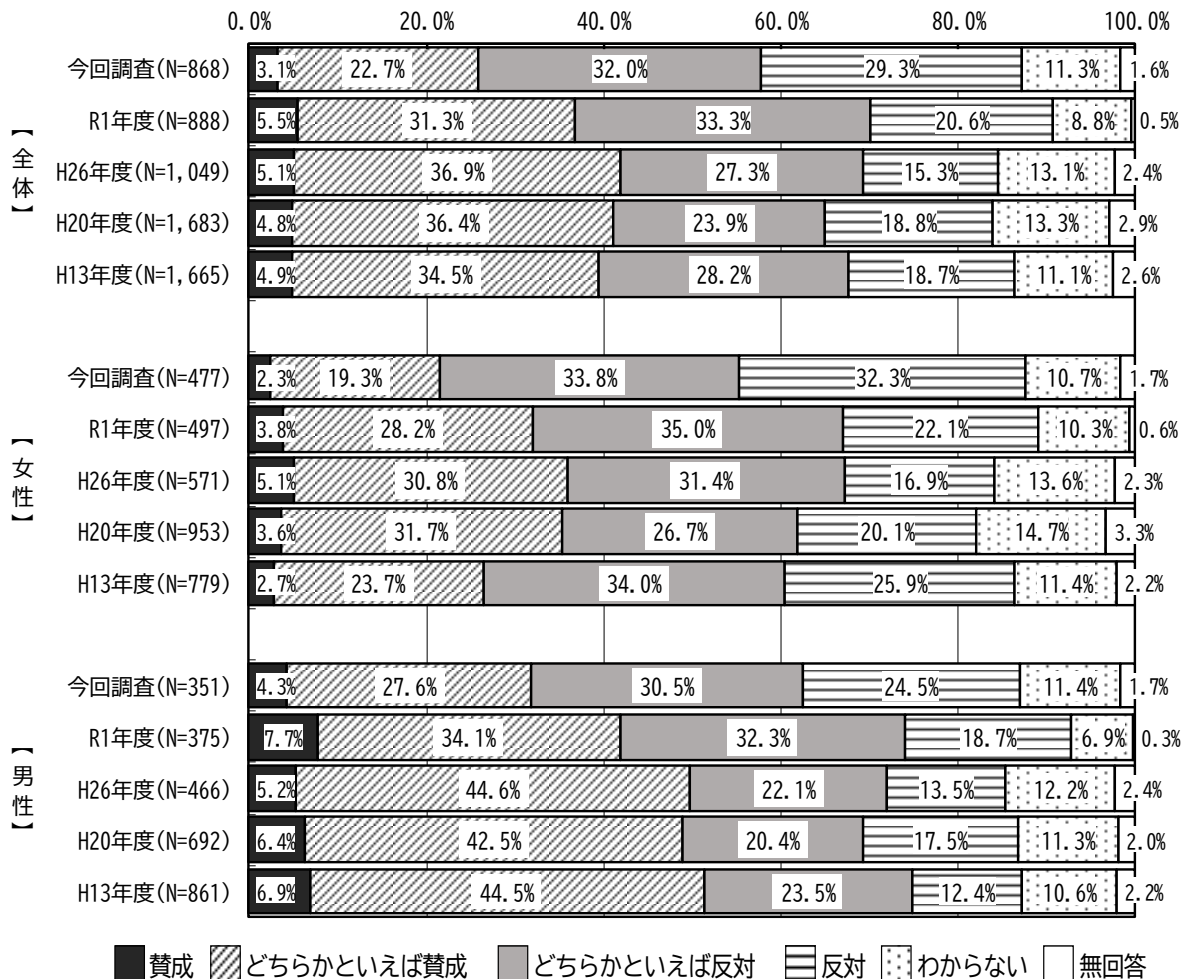 0.0% 20.0% 40.0% 60.0% 80.0% 100.0%
【全体】
今回調査(N=868) 3.1% 22.7% 32.0% 29.3% 11.3% 1.6%
R1年度(N=888) 5.5% 31.3% 33.3% 20.6% 8.8% 0.5%
H26年度(N=1,049) 5.1% 36.9% 27.3% 15.3% 13.1% 2.4%
H20年度(N=1,683) 4.8% 36.4% 23.9% 18.8% 13.3% 2.9%
H13年度(N=1,665) 4.9% 34.5% 28.2% 18.7% 11.1% 2.6%
【女性】
今回調査(N=477) 2.3% 19.3% 33.8% 32.3% 10.7% 1.7%
R1年度(N=497) 3.8% 28.2% 35.0% 22.1% 10.3% 0.6%
H26年度(N=571) 5.1% 30.8% 31.4% 16.9% 13.6% 2.3%
H20年度(N=953) 3.6% 31.7% 26.7% 20.1% 14.7% 3.3%
H13年度(N=779) 2.7% 23.7% 34.0% 25.9% 11.4% 2.2%
【男性】
今回調査(N=351) 4.3% 27.6% 30.5% 24.5% 11.4% 1.7%
R1年度(N=375) 7.7% 34.1% 32.3% 18.7% 6.9% 0.3%
H26年度(N=466) 5.2% 44.6% 22.1% 13.5% 12.2% 2.4%
H20年度(N=692) 6.4% 42.5% 20.4% 17.5% 11.3% 2.0%
H13年度(N=861) 6.9% 44.5% 23.5% 12.4% 10.6% 2.2%
賛成 どちらかといえば賛成 どちらかといえば反対 反対 わからない 無回答